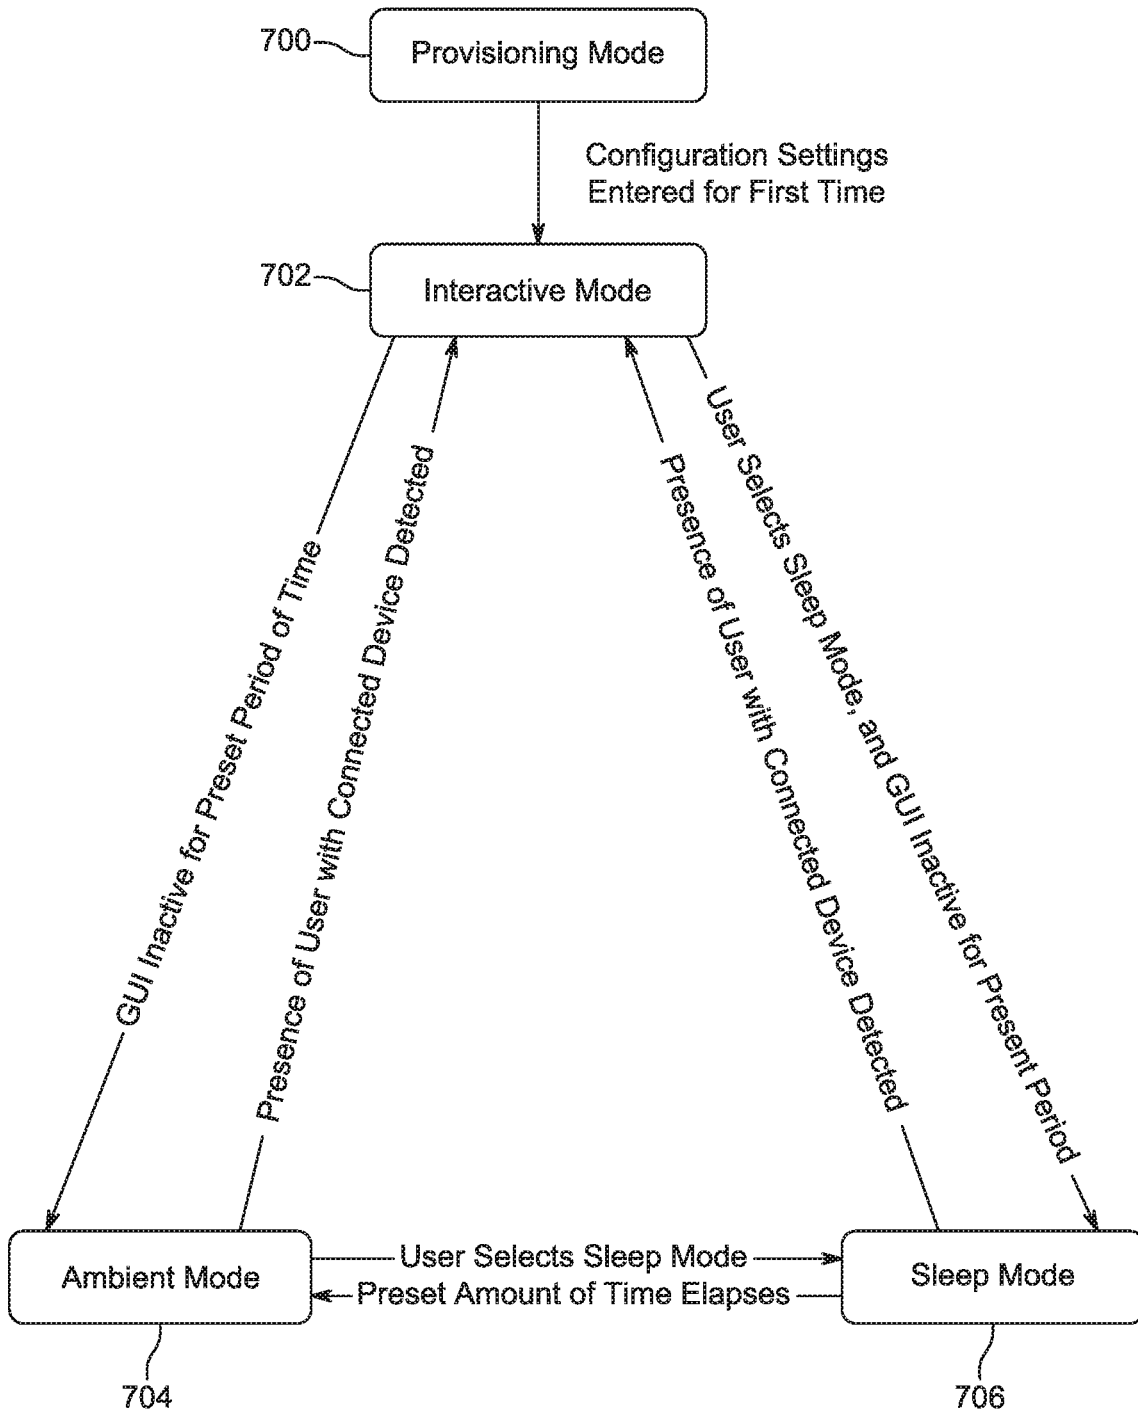 700
Provisioning Mode
Configuration Settings
Entered for First Time
702
Interactive Mode
GUI Inactive for Preset Period of Time
Presence of User with Connected Device Detected
Presence of User with Connected Device Detected
User Selects Sleep Mode, and GUI Inactive for Present Period
Ambient Mode
User Selects Sleep Mode
Preset Amount of Time Elapses
Sleep Mode
704
706